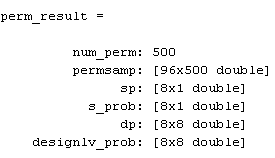 perm_result =
num_perm: 500
permsamp: [96x500 double]
sp: [8x1 double]
s_prob: [8x1 double]
dp: [8x8 double]
designlv_prob: [8x8 double]